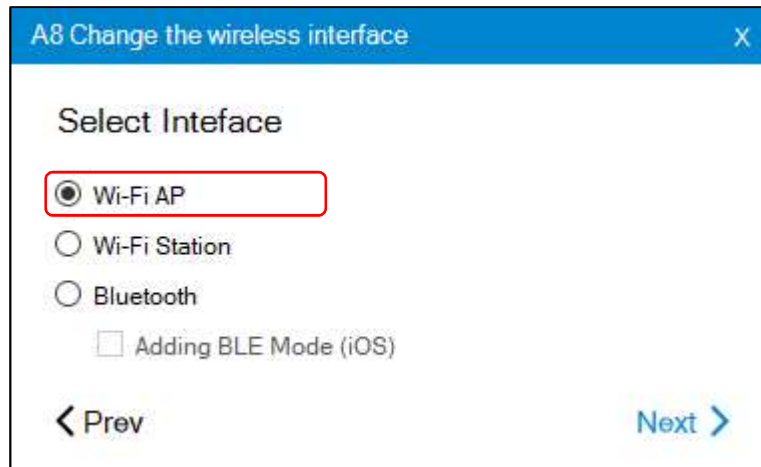 A8 Change the wireless interface X
Select Inteface
Wi-Fi AP
Wi-Fi Station
Bluetooth
Adding BLE Mode (iOS)
Prev Next